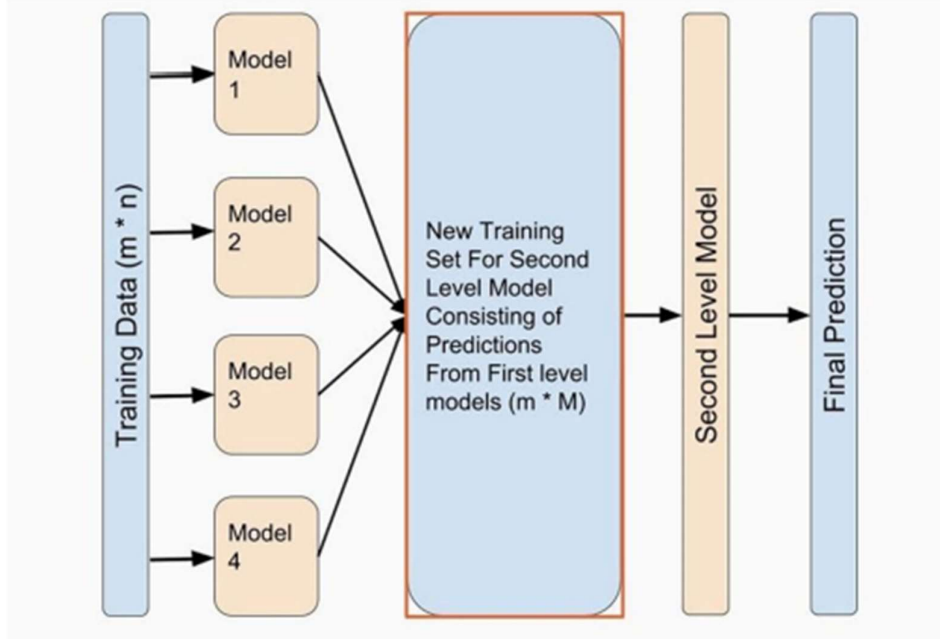 Training Data (m * n)
Model
1
Model
2
Model
3
Model
4
New Training
Set For Second
Level Model
Consisting of
Predictions
From First level
models (m * M)
Second Level Model
Final Prediction